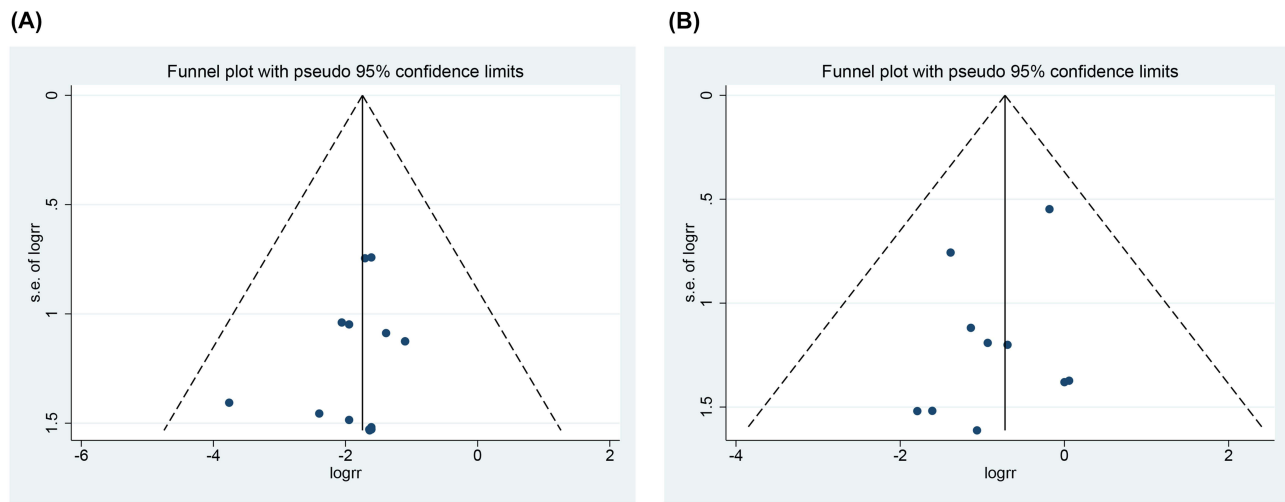 (A)
Funnel plot with pseudo 95% confidence limits
s.e. of logrr
0
.5
1
1.5
-6
-4
-2
0
2
logrr
(B)
Funnel plot with pseudo 95% confidence limits
s.e. of logrr
0
.5
1
1.5
-4
-2
0
2
logrr